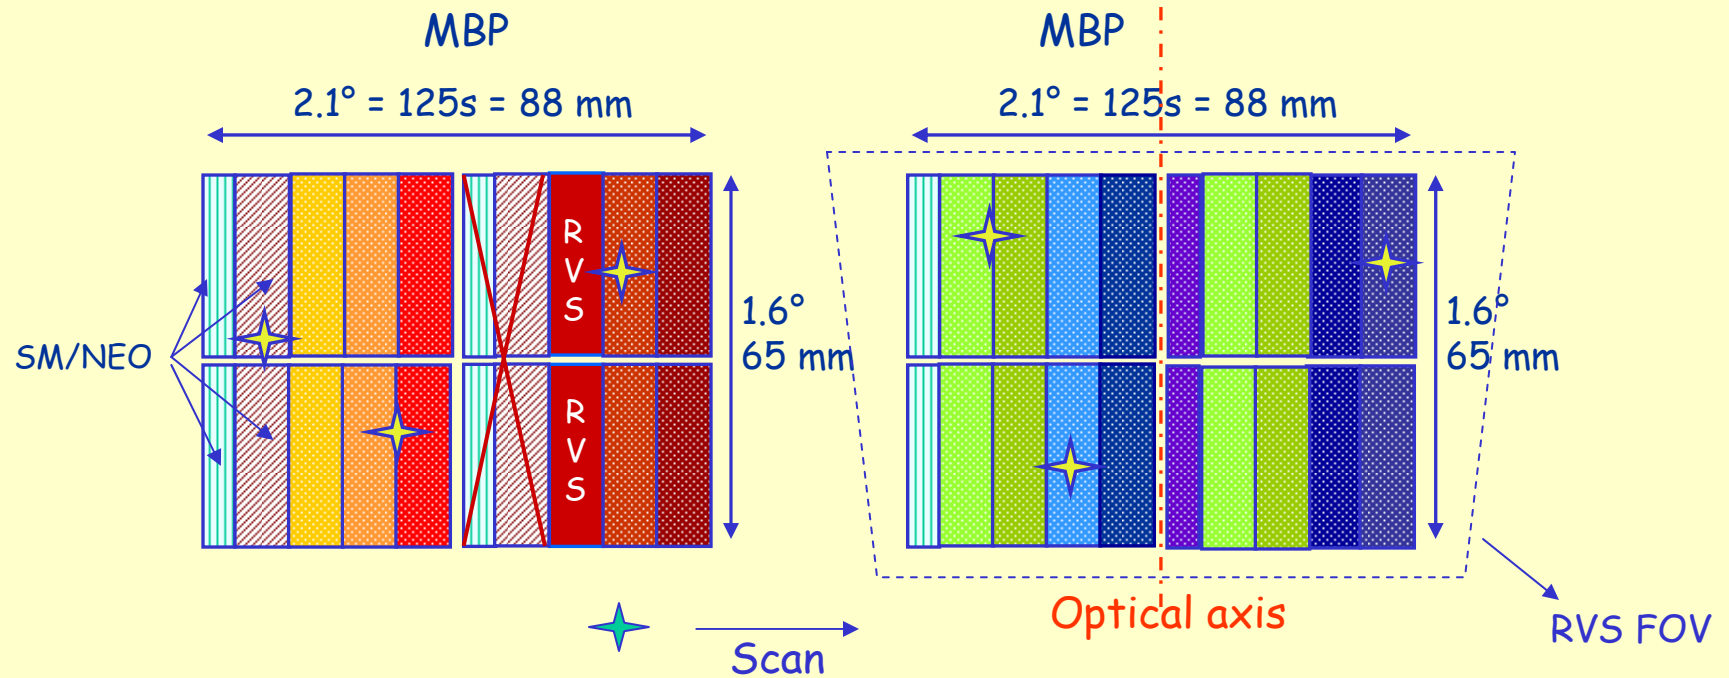 MBP
MBP
2.1° = 125s = 88 mm
2.1° = 125s = 88 mm
R
V
S
R
V
S
SM/NEO
1.6°
65 mm
1.6°
65 mm
Optical axis
Scan
RVS FOV